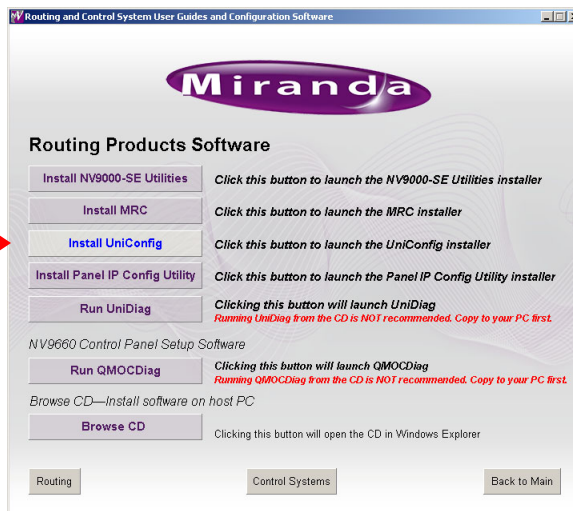 Routing and Control System User Guides and Configuration Software
Miranda
Routing Products Software
Install NV9000-SE Utilities Click this button to launch the NV9000-SE Utilities installer
Install MRC Click this button to launch the MRC installer
Install UniConfig Click this button to launch the UniConfig installer
Install Panel IP Config Utility Click this button to launch the Panel IP Config Utility installer
Run UniDiag Clicking this button will launch UniDiag
Running UniDiag from the CD is NOT recommended. Copy to your PC first.
NV9660 Control Panel Setup Software
Run QMOCDiag Clicking this button will launch QMOCDiag
Running QMOCDiag from the CD is NOT recommended. Copy to your PC first.
Browse CD—Install software on host PC
Browse CD Clicking this button will open the CD in Windows Explorer
Routing Control Systems Back to Main